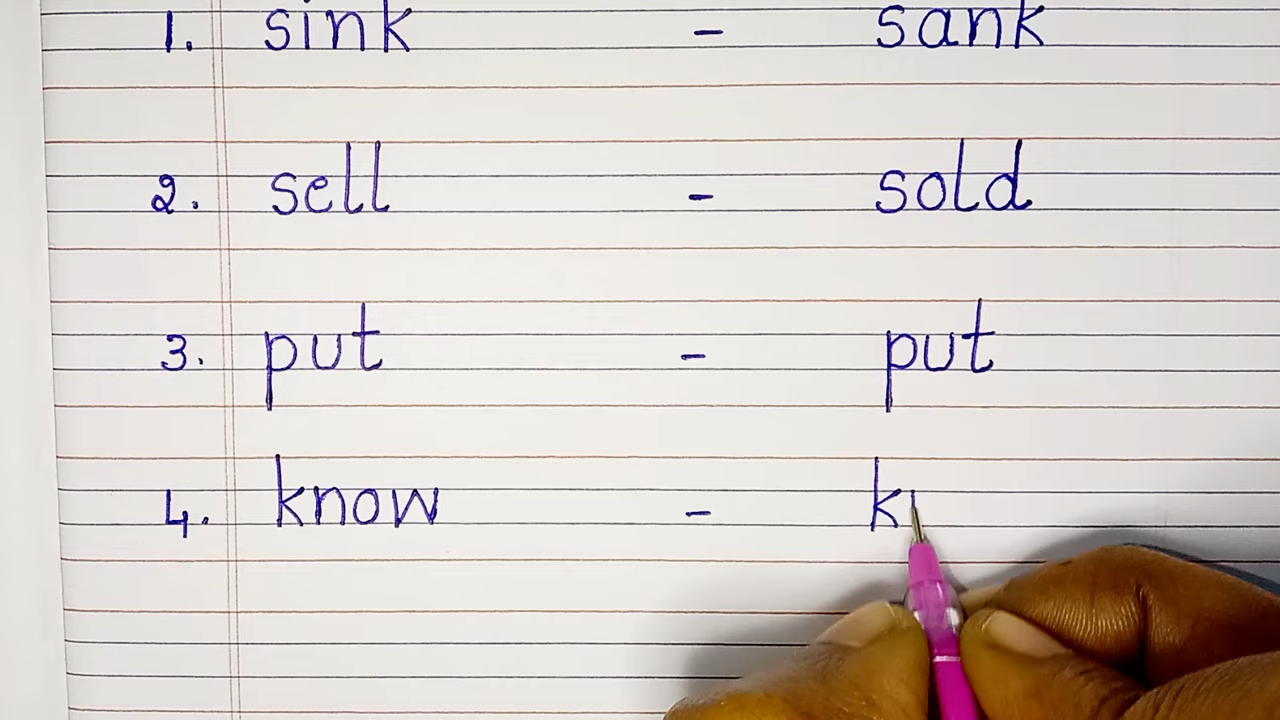 1. sink - sank
2. sell - sold
3. put - put
4. know - k